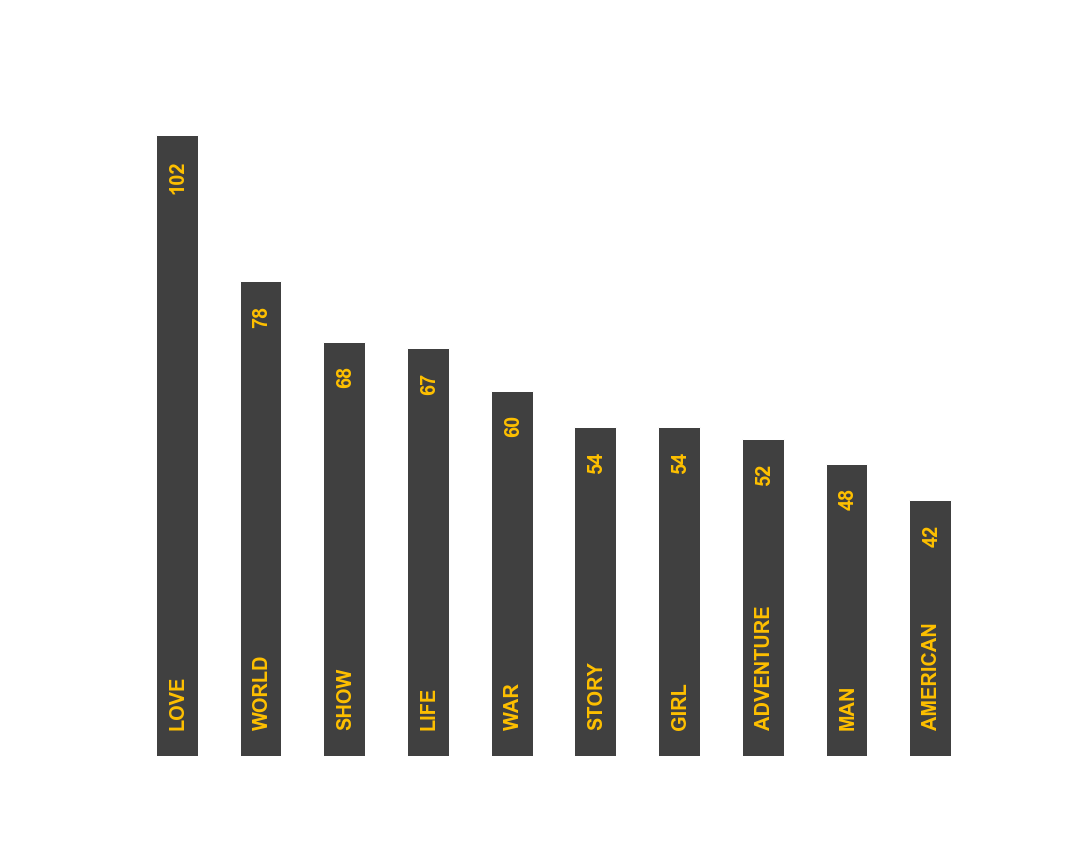 102
LOVE
78
WORLD
68
SHOW
67
LIFE
60
WAR
54
STORY
54
GIRL
52
ADVENTURE
48
MAN
42
AMERICAN